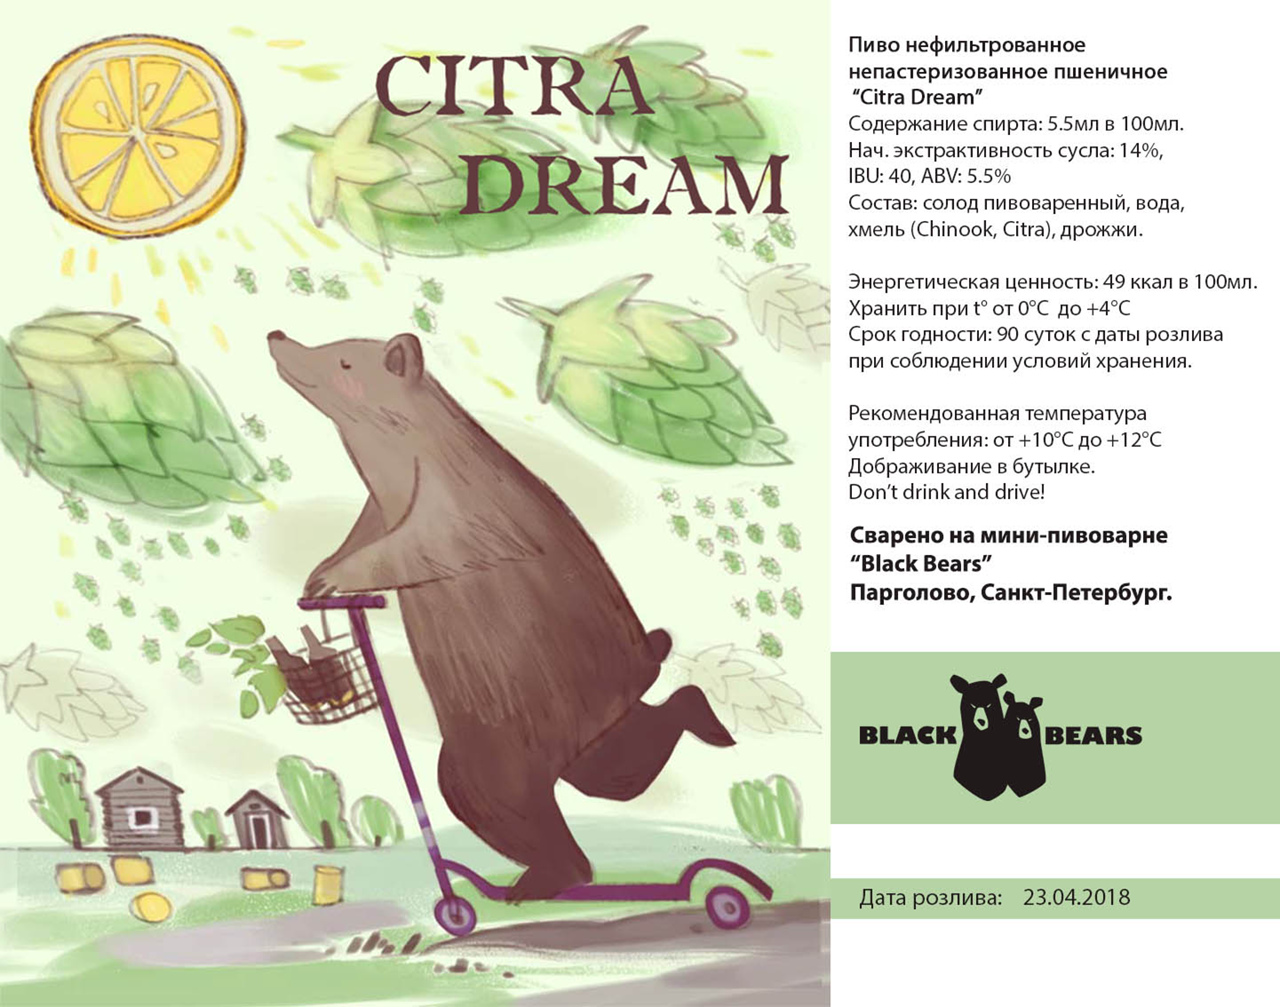 CITRA
DREAM
Пиво нефильтрованное
непастеризованное пшеничное
“Citra Dream”
Содержание спирта: 5.5мл в 100мл.
Нач. экстрактивность сусла: 14%,
IBU: 40, ABV: 5.5%
Состав: солод пивоваренный, вода,
хмель (Chinook, Citra), дрожжи.
Энергетическая ценность: 49 ккал в 100мл.
Хранить при t° от 0°C до +4°C
Срок годности: 90 суток с даты розлива
при соблюдении условий хранения.
Рекомендованная температура
употребления: от +10°C до +12°C
Дображивание в бутылке.
Don’t drink and drive!
Сварено на мини-пивоварне
“Black Bears”
Парголово, Санкт-Петербург.
BLACK BEARS
Дата розлива: 23.04.2018